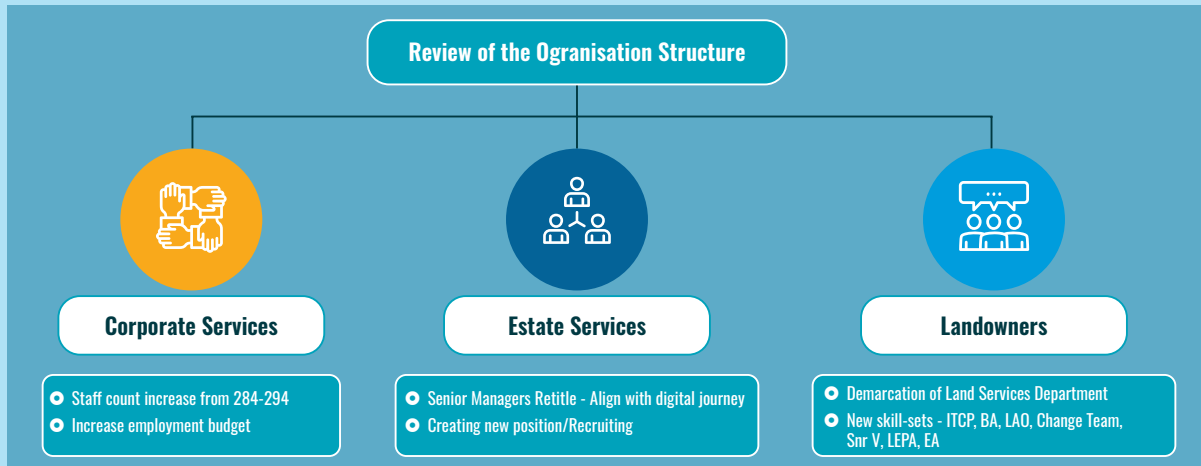 Review of the Ogranisation Structure
Corporate Services
Estate Services
Landowners
Staff count increase from 284-294
Increase employment budget
Senior Managers Retitle - Align with digital journey
Creating new position/Recruiting
Demarcation of Land Services Department
New skill-sets - ITCP, BA, LAO, Change Team,
Snr V, LEPA, EA